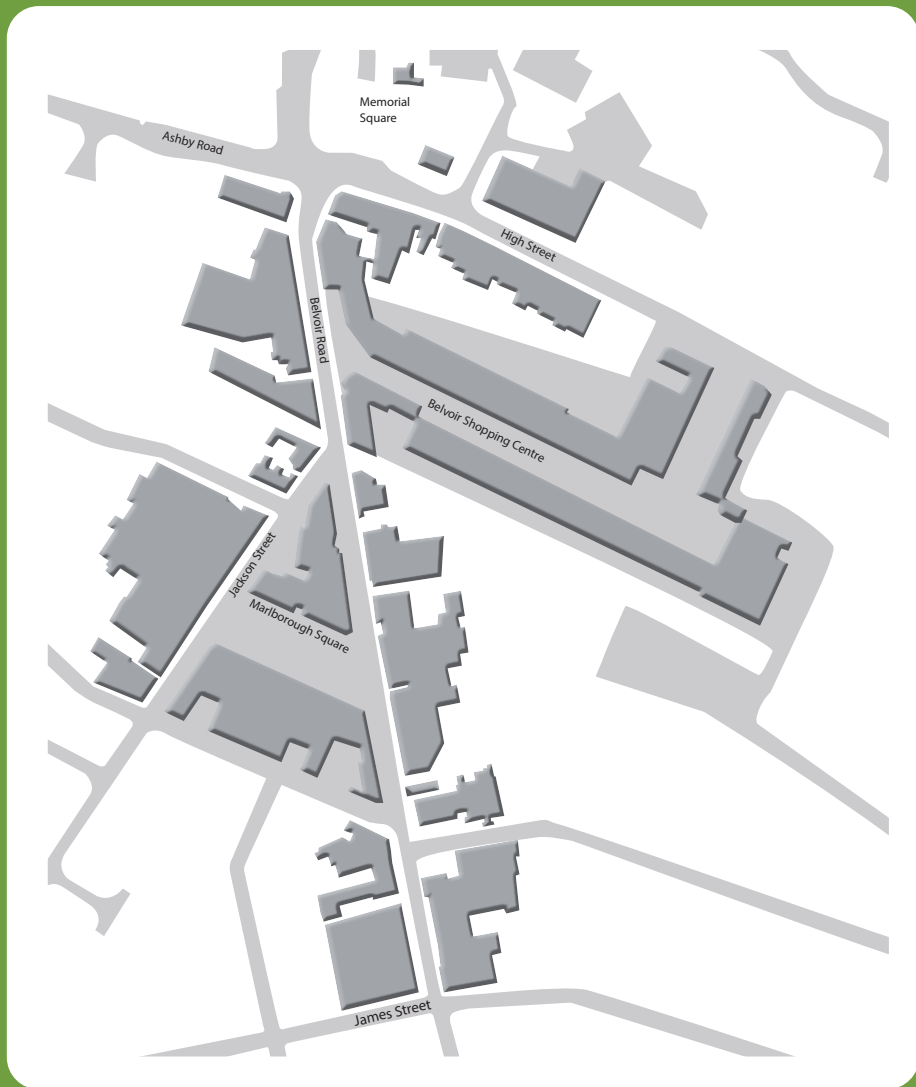 Memorial
Square
Ashby Road
High Street
Belvoir Road
Belvoir Shopping Centre
Jackson Street
Marlborough Square
James Street